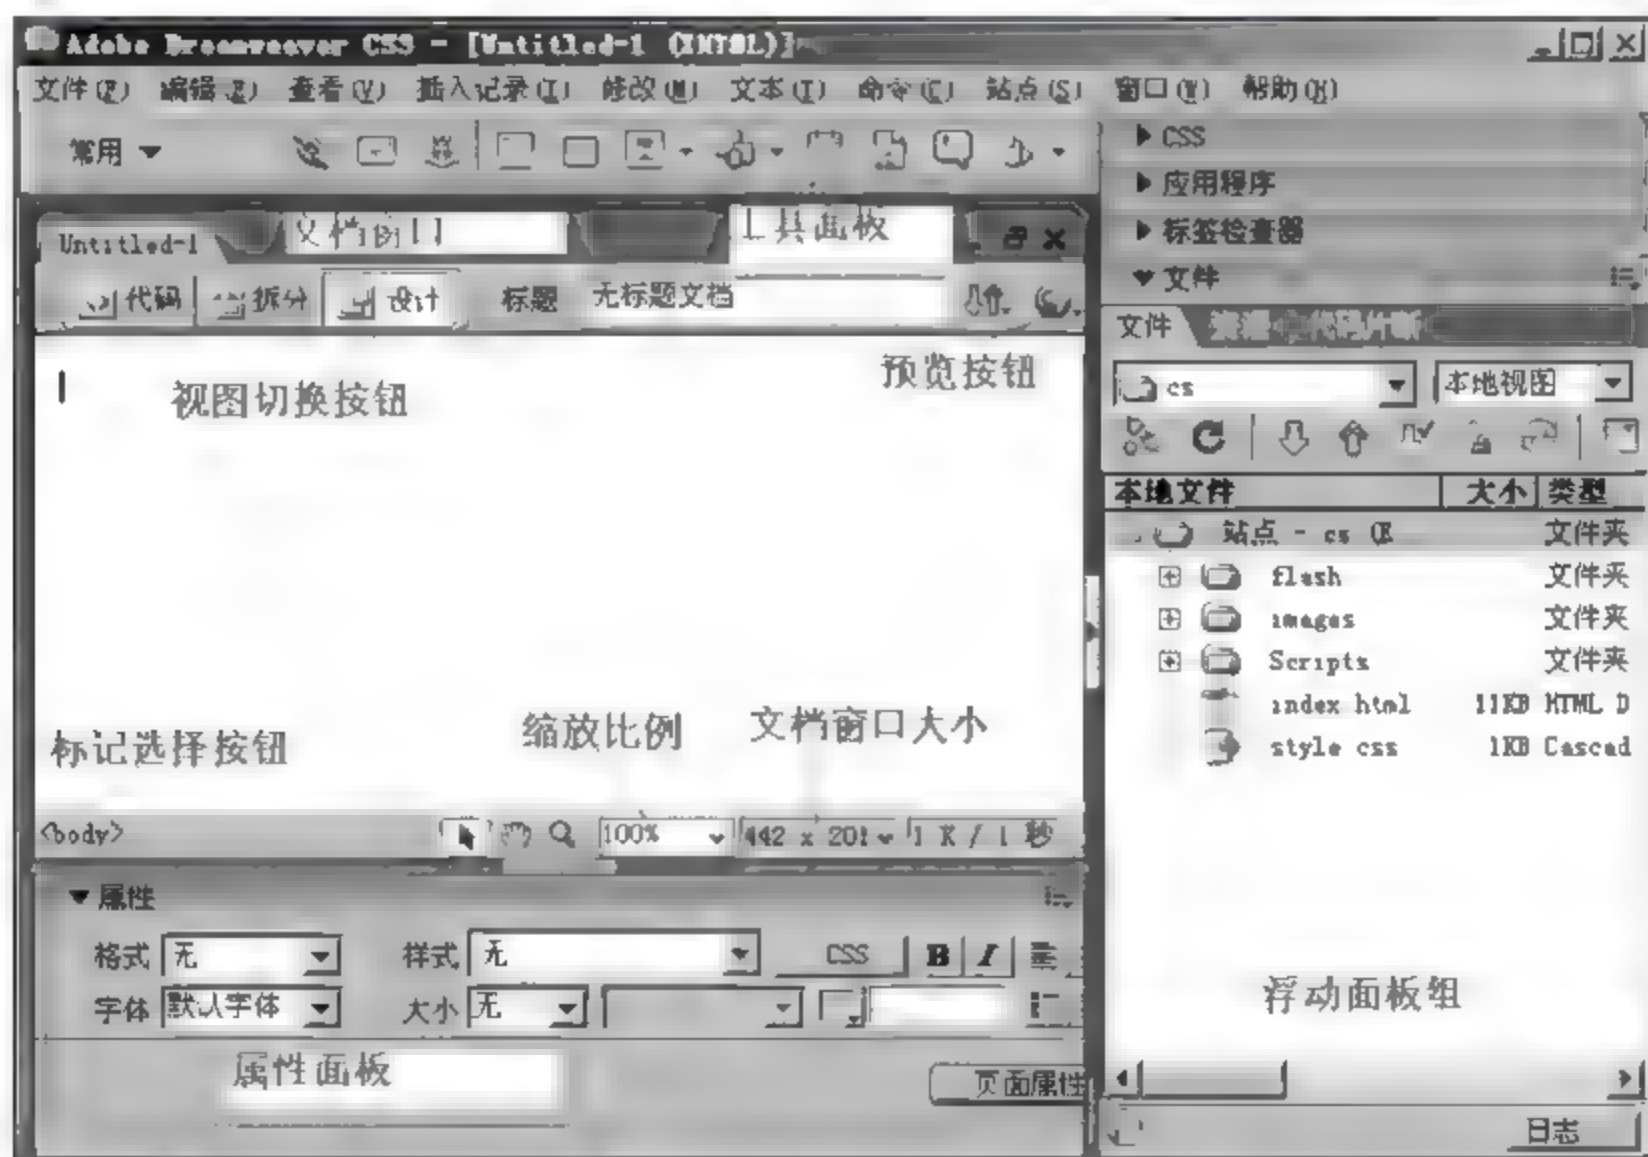 Adobe Dreamweaver CS3 - [Untitled-1 (XHTML)]
文件(F) 编辑(E) 查看(V) 插入记录(I) 修改(M) 文本(T) 命令(C) 站点(S) 窗口(W) 帮助(H)
常用
CSS
应用程序
标签检查器
文件
Untitled-1
工具面板
代码 拆分 设计 标题 无标题文档
文件 资源 代码片断
cs 本地视图
视图切换按钮
预览按钮
本地文件 大小 类型
站点 - cs (E 文件夹
flash 文件夹
images 文件夹
Scripts 文件夹
index.html 11KB HTML D
style.css 1KB Cascad
标记选择按钮
缩放比例
文档窗口大小
<body> 100% 442 x 201 1 K / 1 秒
属性
格式 无 样式 无 CSS B I
字体 默认字体 大小 无
浮动面板组
属性面板
页面属性
日志